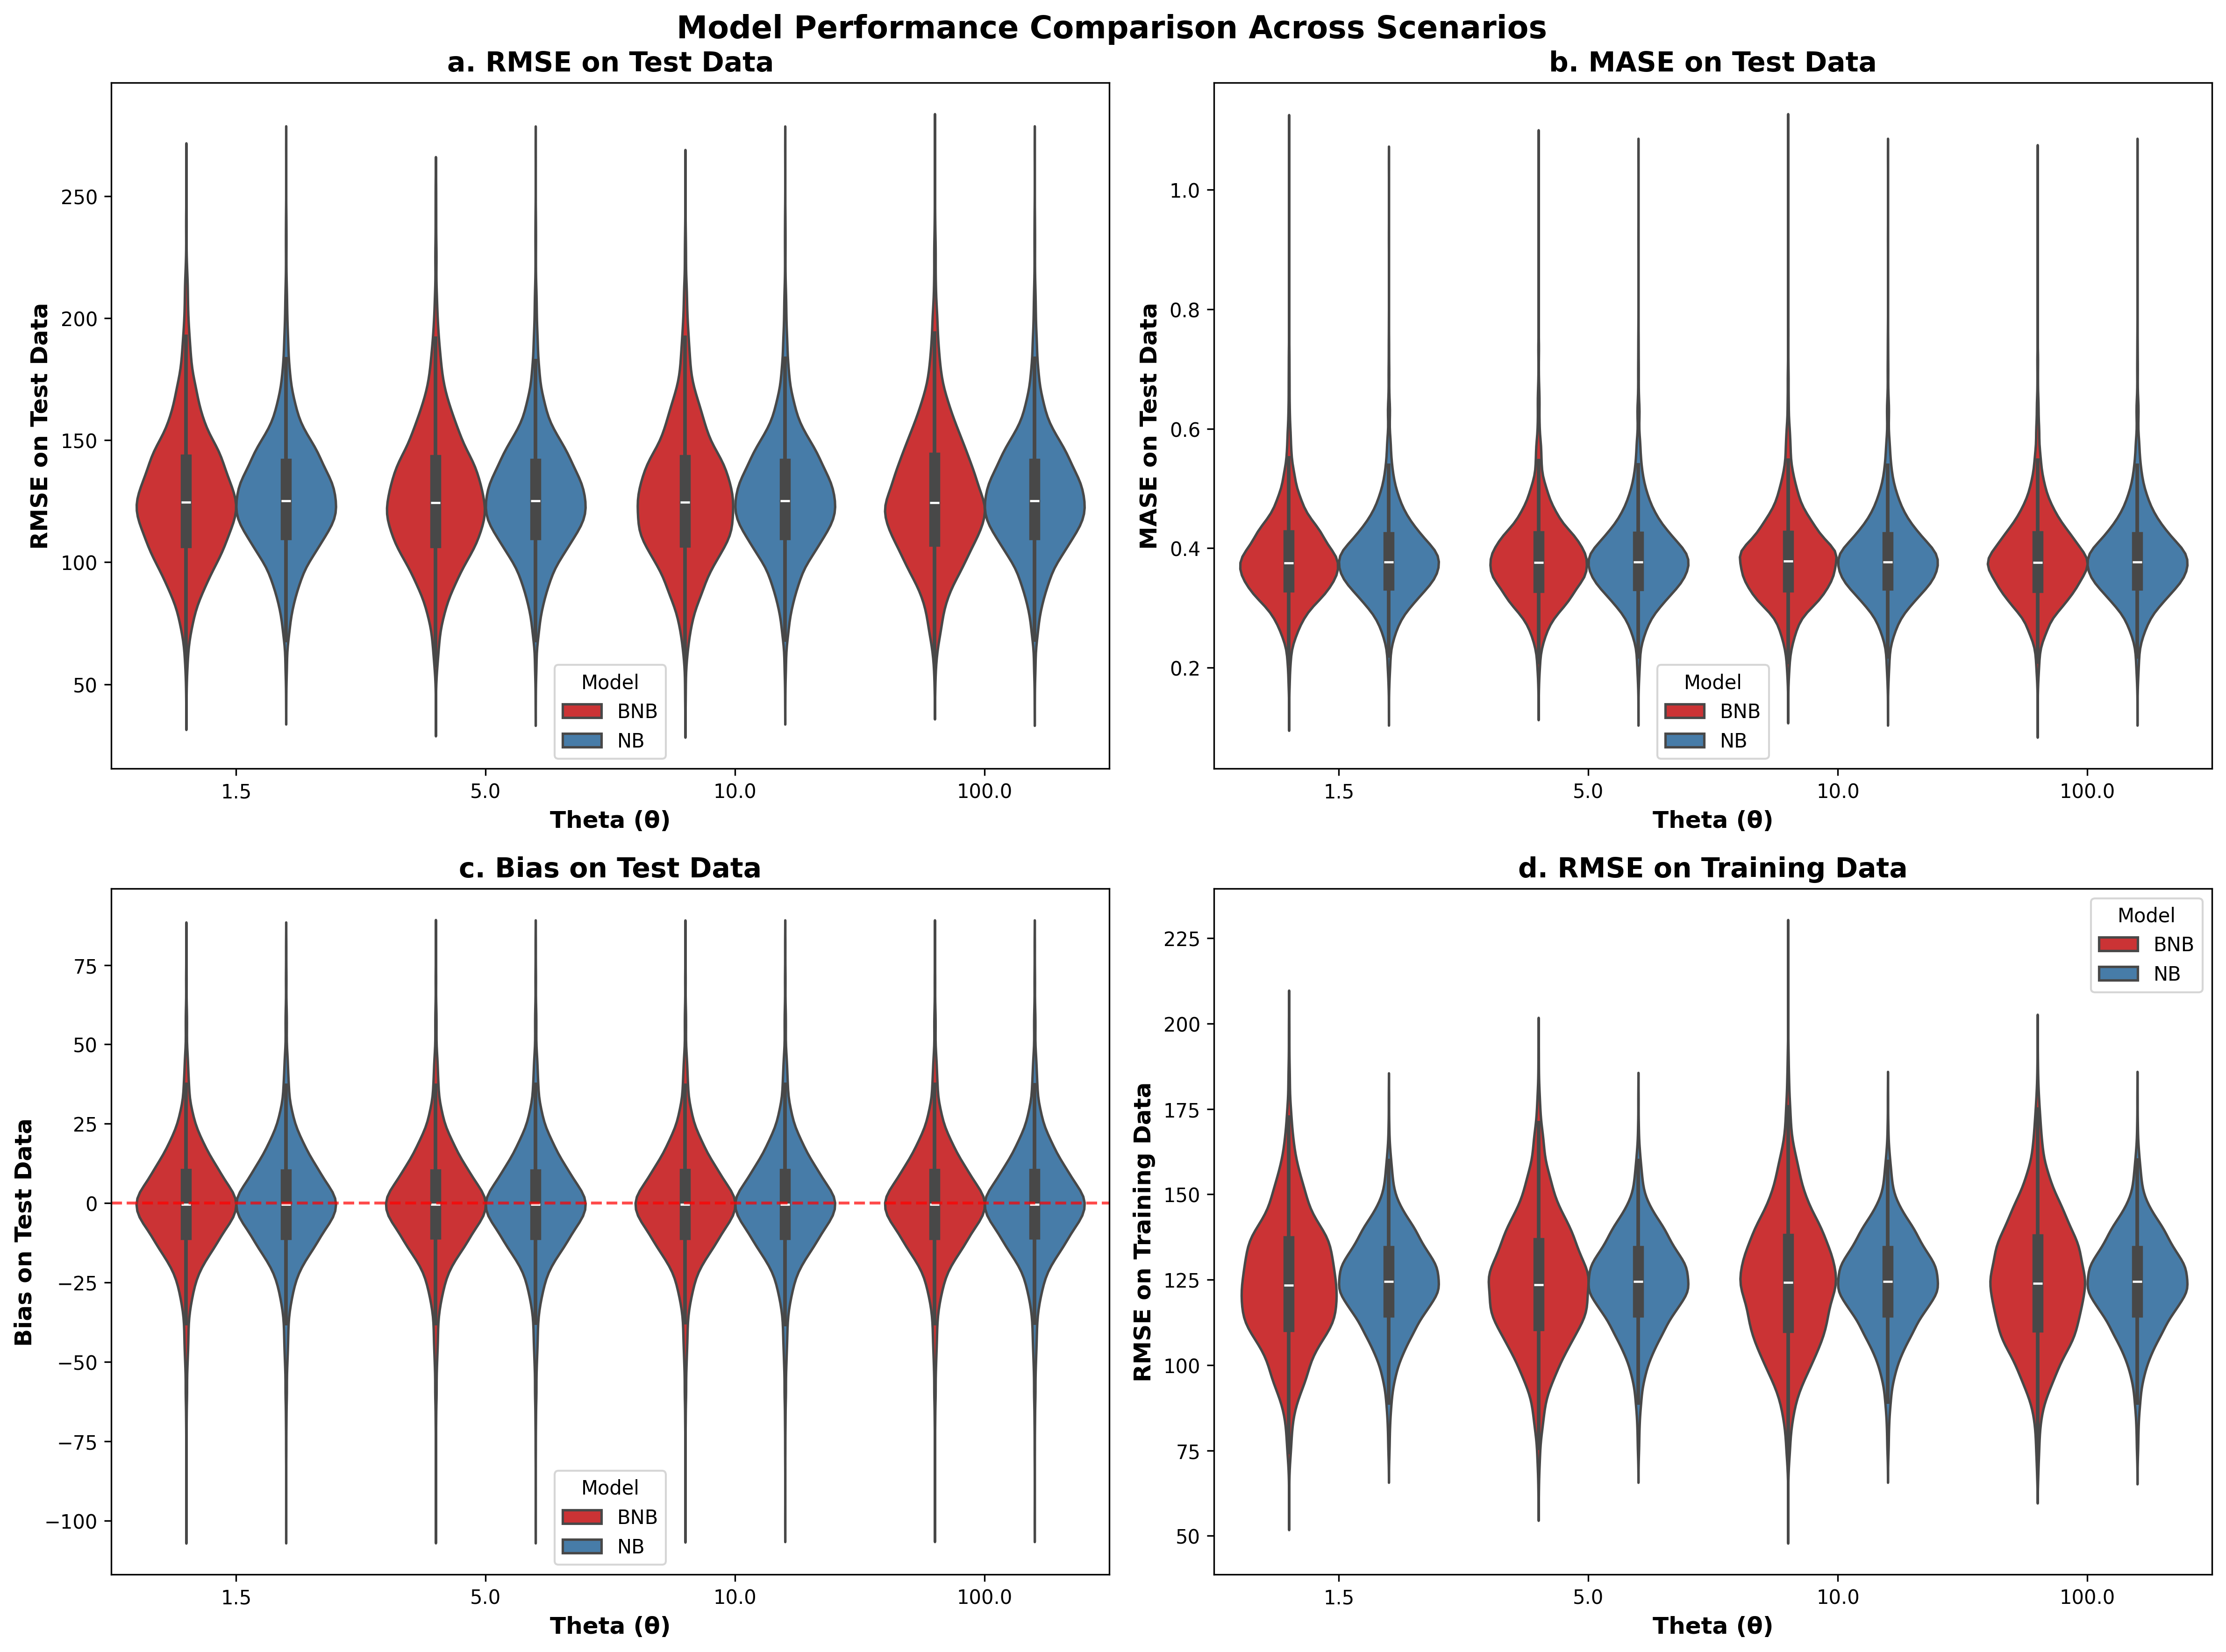 Model Performance Comparison Across Scenarios
a. RMSE on Test Data
RMSE on Test Data
250
200
150
100
50
Model
BNB
NB
1.5 5.0 10.0 100.0
Theta (θ)
b. MASE on Test Data
MASE on Test Data
1.0
0.8
0.6
0.4
0.2
Model
BNB
NB
1.5 5.0 10.0 100.0
Theta (θ)
c. Bias on Test Data
Bias on Test Data
75
50
25
0
−25
−50
−75
−100
Model
BNB
NB
1.5 5.0 10.0 100.0
Theta (θ)
d. RMSE on Training Data
RMSE on Training Data
225
200
175
150
125
100
75
50
Model
BNB
NB
1.5 5.0 10.0 100.0
Theta (θ)